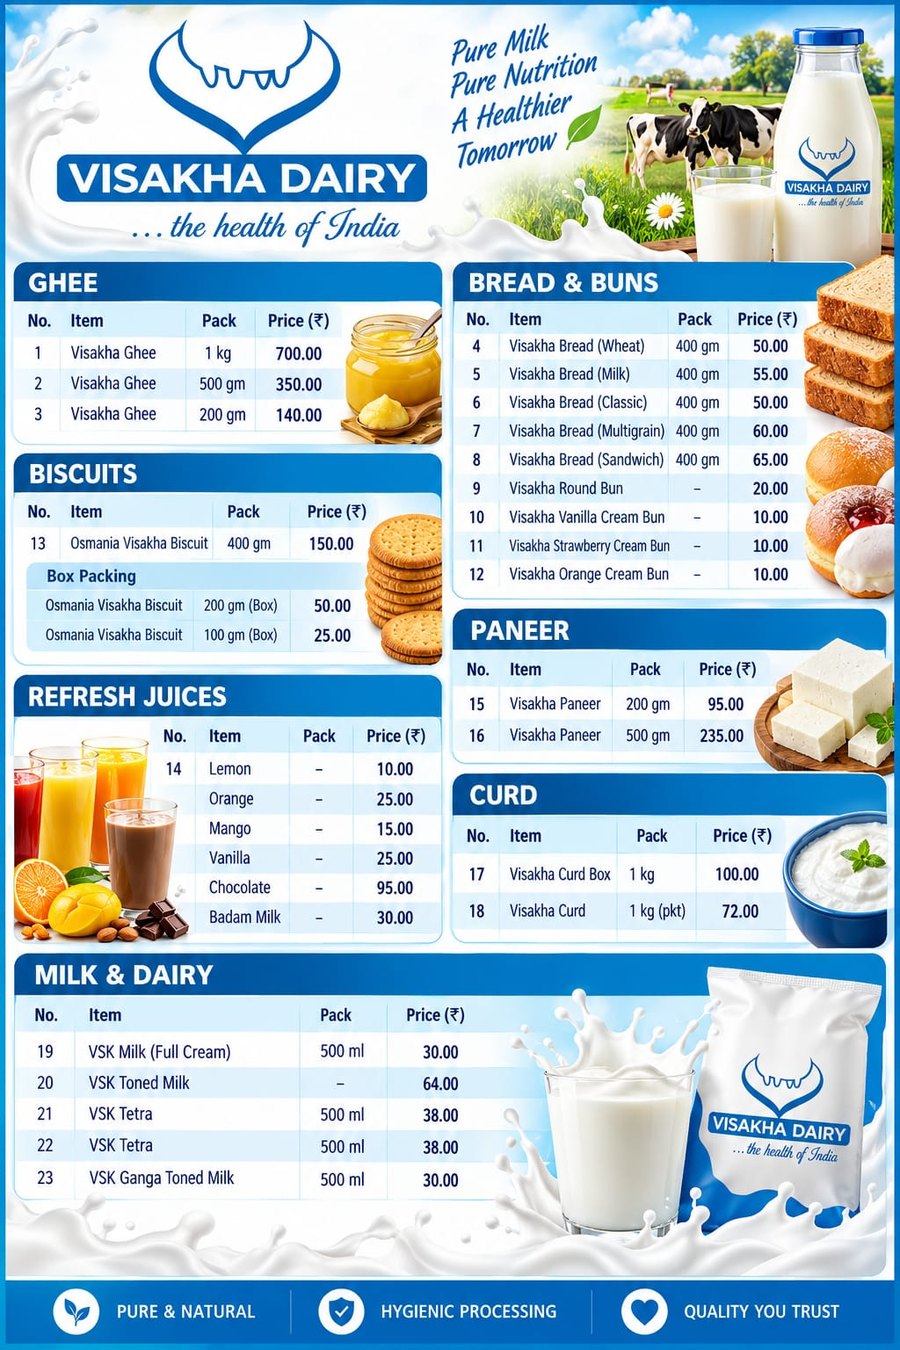 VISAKHA DAIRY
...the health of India
Pure Milk
Pure Nutrition
A Healthier
Tomorrow
VISAKHA DAIRY
...the health of India
GHEE
No. Item Pack Price (₹)
1 Visakha Ghee 1 kg 700.00
2 Visakha Ghee 500 gm 350.00
3 Visakha Ghee 200 gm 140.00
BREAD & BUNS
No. Item Pack Price (₹)
4 Visakha Bread (Wheat) 400 gm 50.00
5 Visakha Bread (Milk) 400 gm 55.00
6 Visakha Bread (Classic) 400 gm 50.00
7 Visakha Bread (Multigrain) 400 gm 60.00
8 Visakha Bread (Sandwich) 400 gm 65.00
9 Visakha Round Bun – 20.00
10 Visakha Vanilla Cream Bun – 10.00
11 Visakha Strawberry Cream Bun – 10.00
12 Visakha Orange Cream Bun – 10.00
BISCUITS
No. Item Pack Price (₹)
13 Osmania Visakha Biscuit 400 gm 150.00
Box Packing
Osmania Visakha Biscuit 200 gm (Box) 50.00
Osmania Visakha Biscuit 100 gm (Box) 25.00
PANEER
No. Item Pack Price (₹)
15 Visakha Paneer 200 gm 95.00
16 Visakha Paneer 500 gm 235.00
REFRESH JUICES
No. Item Pack Price (₹)
14 Lemon – 10.00
Orange – 25.00
Mango – 15.00
Vanilla – 25.00
Chocolate – 95.00
Badam Milk – 30.00
CURD
No. Item Pack Price (₹)
17 Visakha Curd Box 1 kg 100.00
18 Visakha Curd 1 kg (pkt) 72.00
MILK & DAIRY
No. Item Pack Price (₹)
19 VSK Milk (Full Cream) 500 ml 30.00
20 VSK Toned Milk – 64.00
21 VSK Tetra 500 ml 38.00
22 VSK Tetra 500 ml 38.00
23 VSK Ganga Toned Milk 500 ml 30.00
VISAKHA DAIRY
...the health of India
PURE & NATURAL
HYGIENIC PROCESSING
QUALITY YOU TRUST